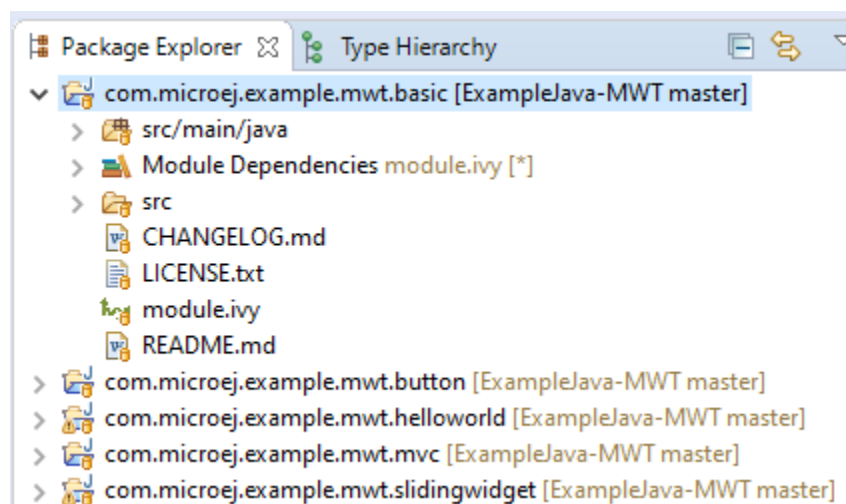 Package Explorer Type Hierarchy
com.microej.example.mwt.basic [ExampleJava-MWT master]
src/main/java
Module Dependencies module.ivy [*]
src
CHANGELOG.md
LICENSE.txt
module.ivy
README.md
com.microej.example.mwt.button [ExampleJava-MWT master]
com.microej.example.mwt.helloworld [ExampleJava-MWT master]
com.microej.example.mwt.mvc [ExampleJava-MWT master]
com.microej.example.mwt.slidingwidget [ExampleJava-MWT master]